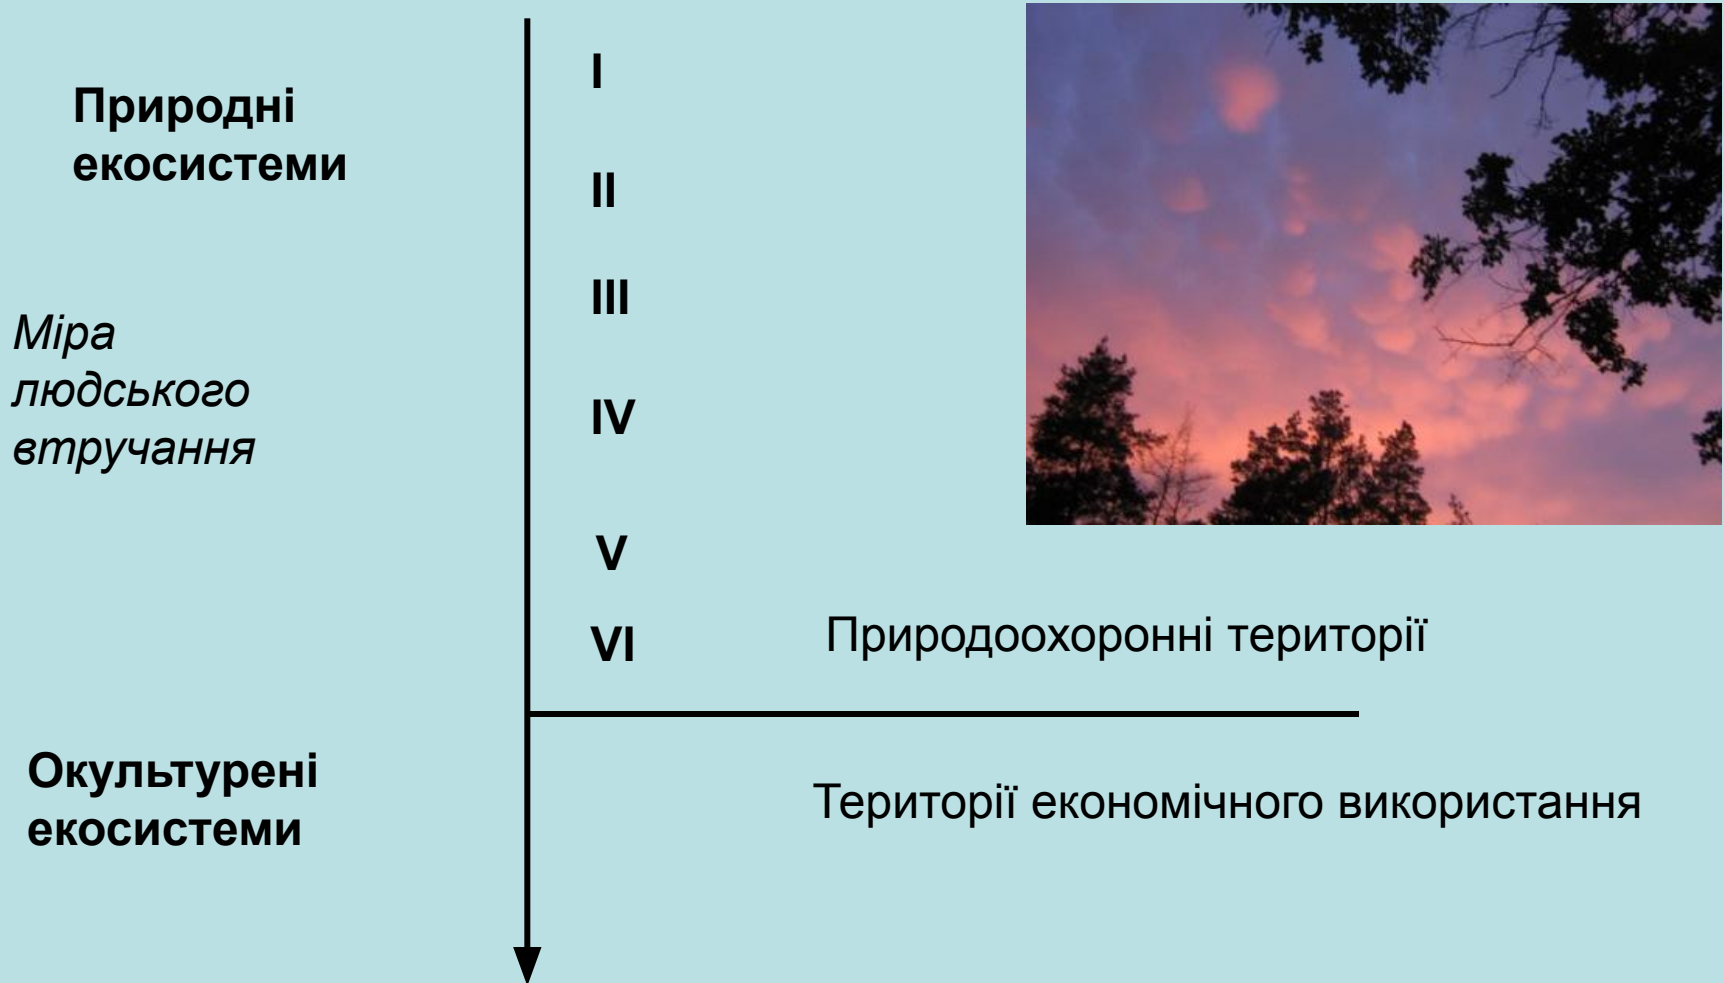 Природні
екосистеми
Міра
людського
втручання
I
II
III
IV
V
VI
Природоохоронні території
Окультурені
екосистеми
Території економічного використання